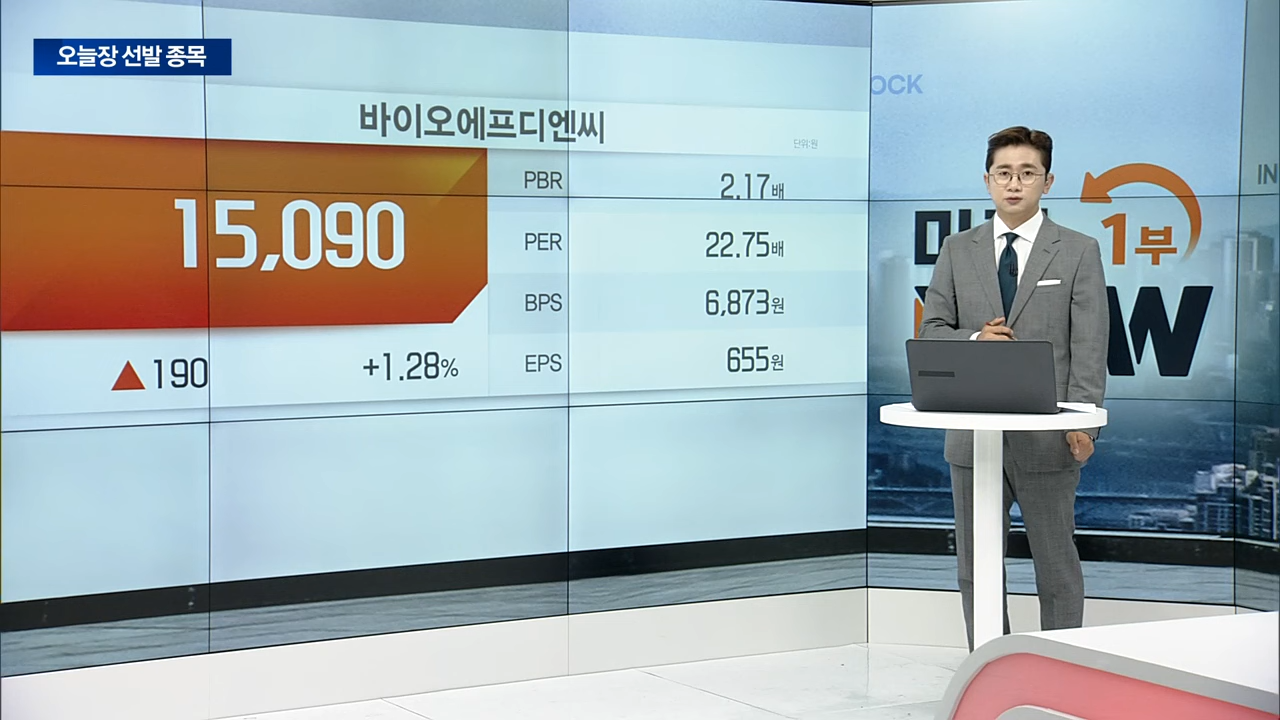 오늘장 선발 종목
바이오에프디엔씨
단위:원
15,090
▲190 +1.28%
PBR 2.17배
PER 22.75배
BPS 6,873원
EPS 655원
OCK
1부
W
IN